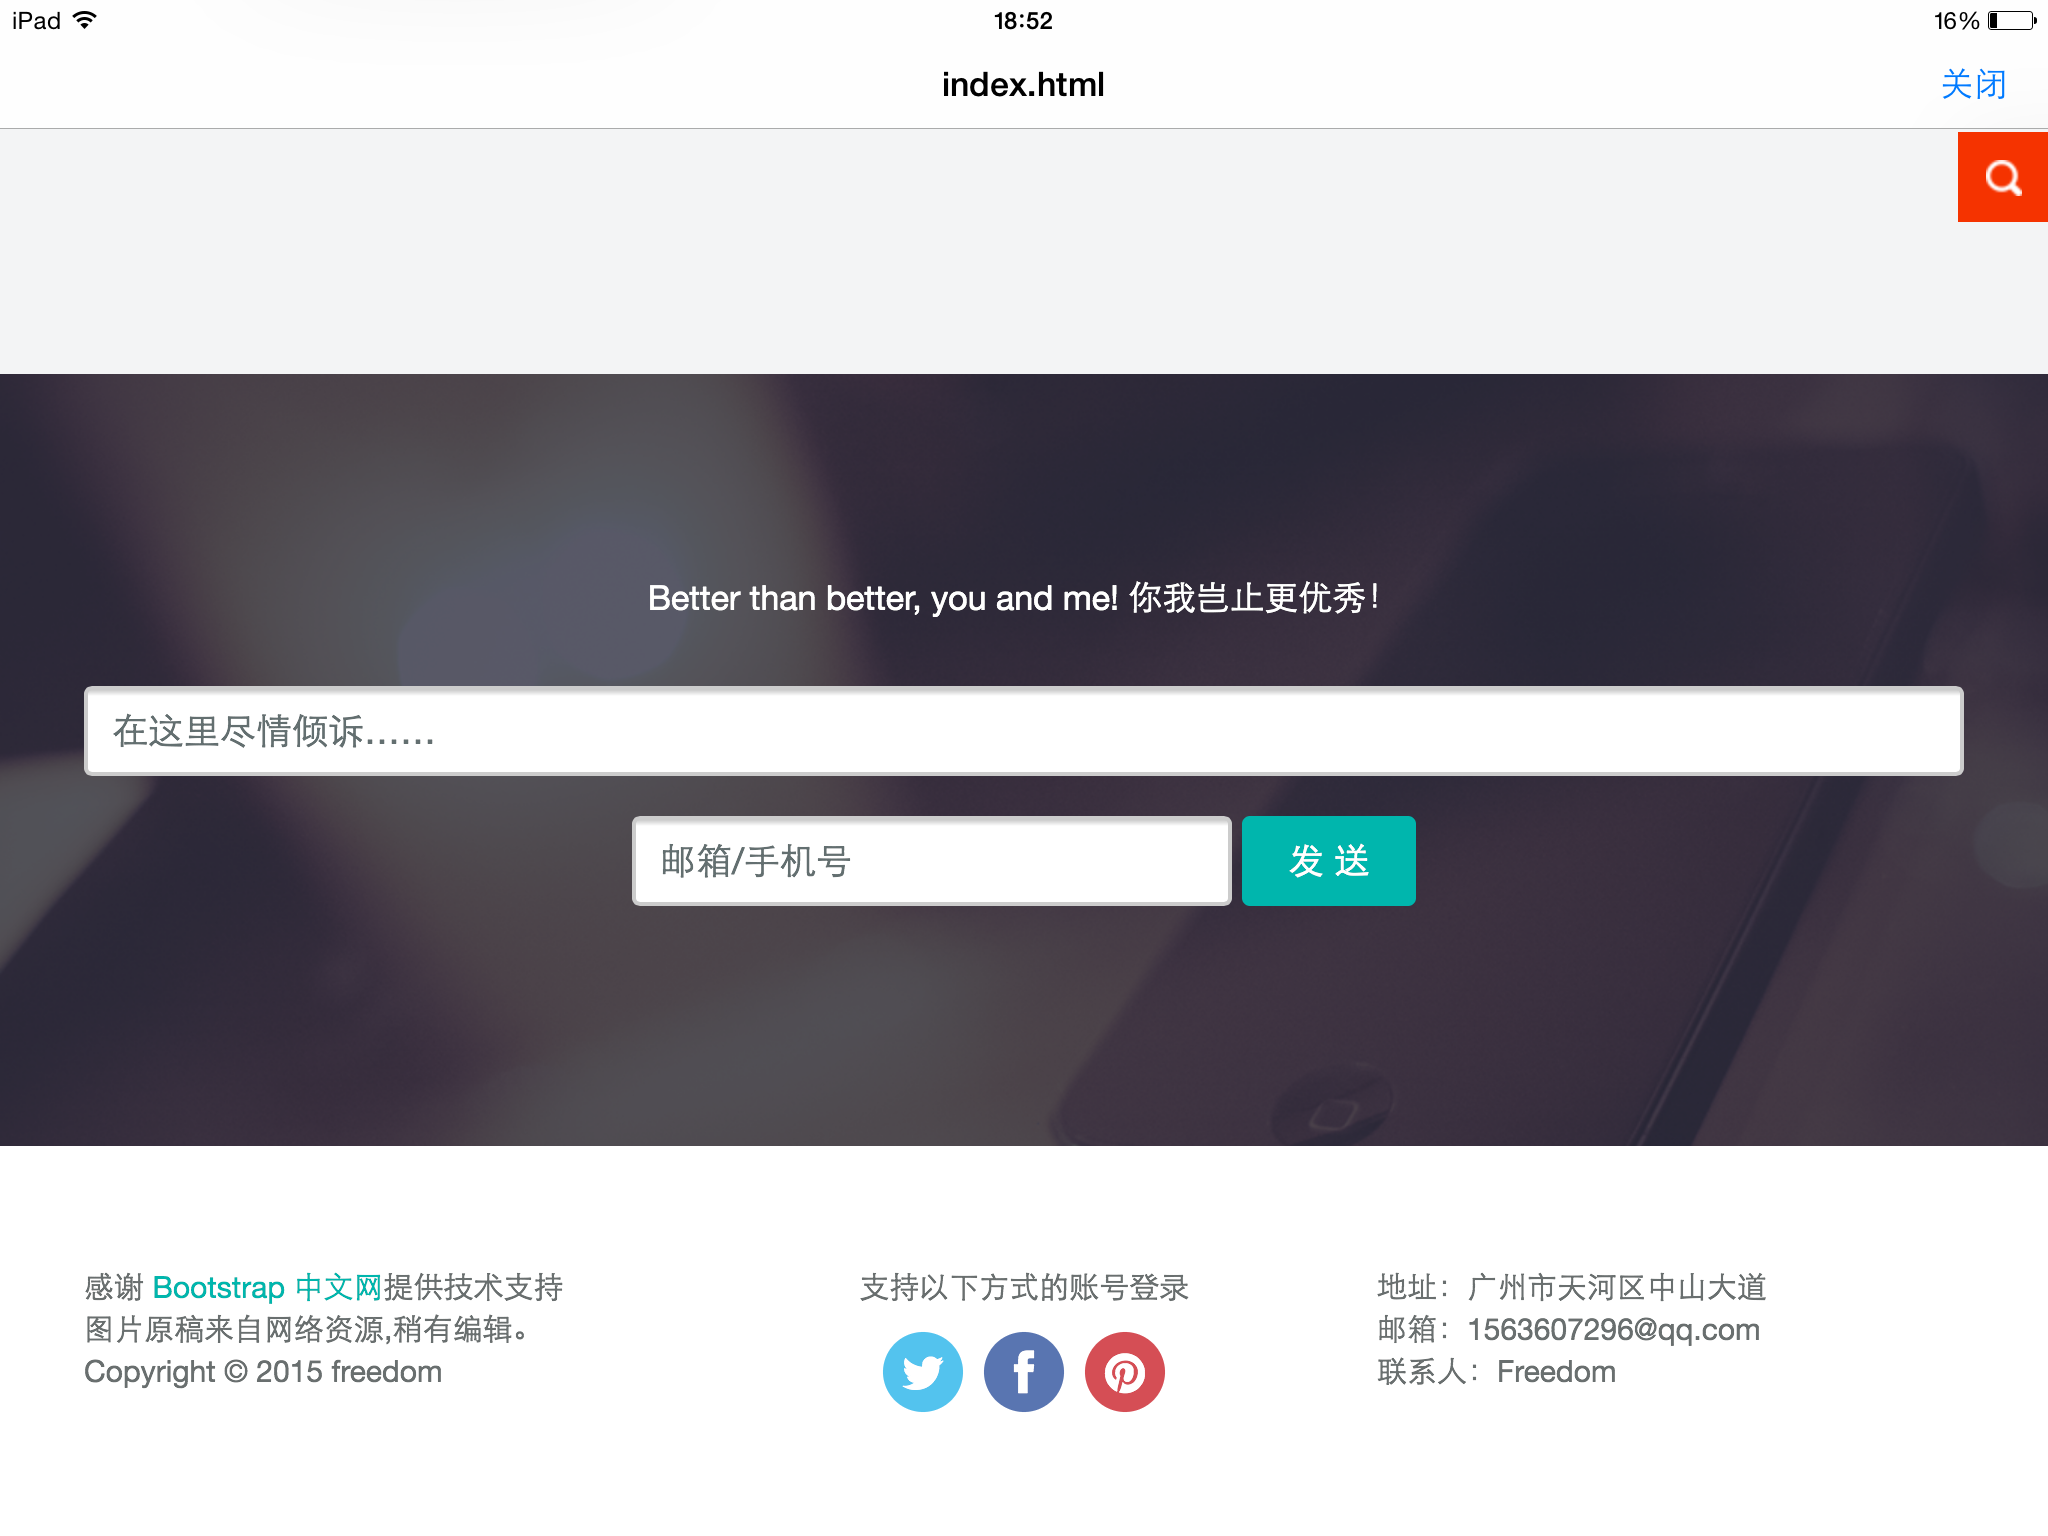 iPad
18:52
16%
index.html
关闭
Better than better, you and me! 你我岂止更优秀!
在这里尽情倾诉......
邮箱/手机号
发 送
感谢 Bootstrap 中文网提供技术支持
图片原稿来自网络资源,稍有编辑。
Copyright © 2015 freedom
支持以下方式的账号登录
地址：广州市天河区中山大道
邮箱：1563607296@qq.com
联系人：Freedom